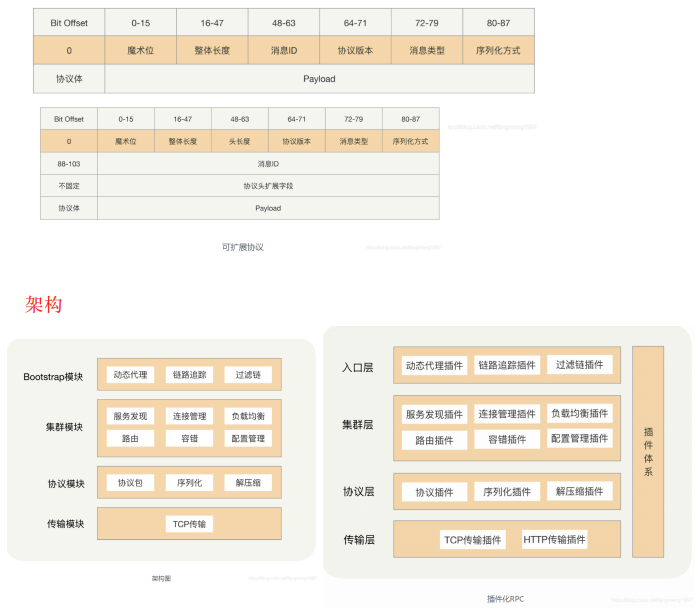 Bit Offset 0-15 16-47 48-63 64-71 72-79 80-87
0 魔术位 整体长度 消息ID 协议版本 消息类型 序列化方式
协议体 Payload
Bit Offset 0-15 16-47 48-63 64-71 72-79 80-87
0 魔术位 整体长度 头长度 协议版本 消息类型 序列化方式
88-103 消息ID
不固定 协议头扩展字段
协议体 Payload
可扩展协议
架构
Bootstrap模块 动态代理 链路追踪 过滤链
集群模块 服务发现 连接管理 负载均衡
路由 容错 配置管理
协议模块 协议包 序列化 解压缩
传输模块 TCP传输
架构图
入口层 动态代理插件 链路追踪插件 过滤链插件
集群层 服务发现插件 连接管理插件 负载均衡插件
路由插件 容错插件 配置管理插件
协议层 协议插件 序列化插件 解压缩插件
传输层 TCP传输插件 HTTP传输插件
插件体系
插件化RPC